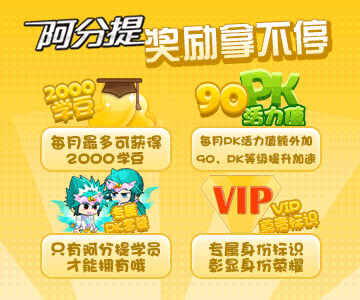 阿分提 奖励拿不停
2000
学豆
90 PK
活力值
每月最多可获得
2000学豆
每月PK活力值额外加
90、PK等级提升加速
专属
PK形象
VIP
VIP
尊贵标识
只有阿分提学员
才能拥有哦
专属身份标识
彰显身份荣耀